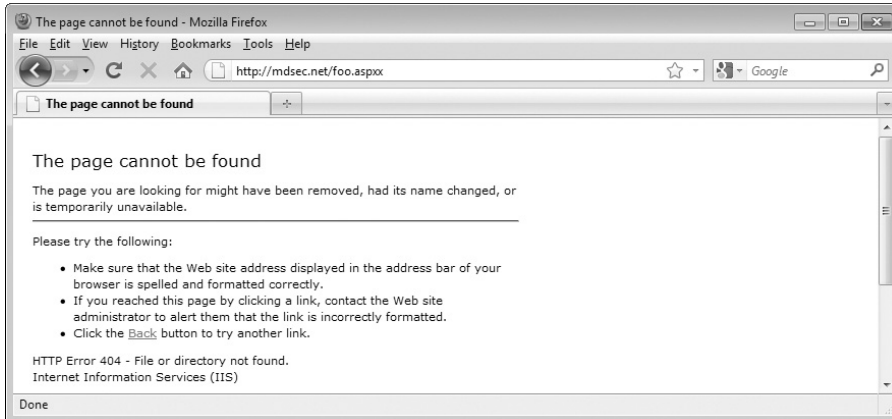 The page cannot be found - Mozilla Firefox
File Edit View History Bookmarks Tools Help
http://mdsec.net/foo.aspxx
Google
The page cannot be found
The page cannot be found
The page you are looking for might have been removed, had its name changed, or
is temporarily unavailable.
Please try the following:
• Make sure that the Web site address displayed in the address bar of your
browser is spelled and formatted correctly.
• If you reached this page by clicking a link, contact the Web site
administrator to alert them that the link is incorrectly formatted.
• Click the Back button to try another link.
HTTP Error 404 - File or directory not found.
Internet Information Services (IIS)
Done